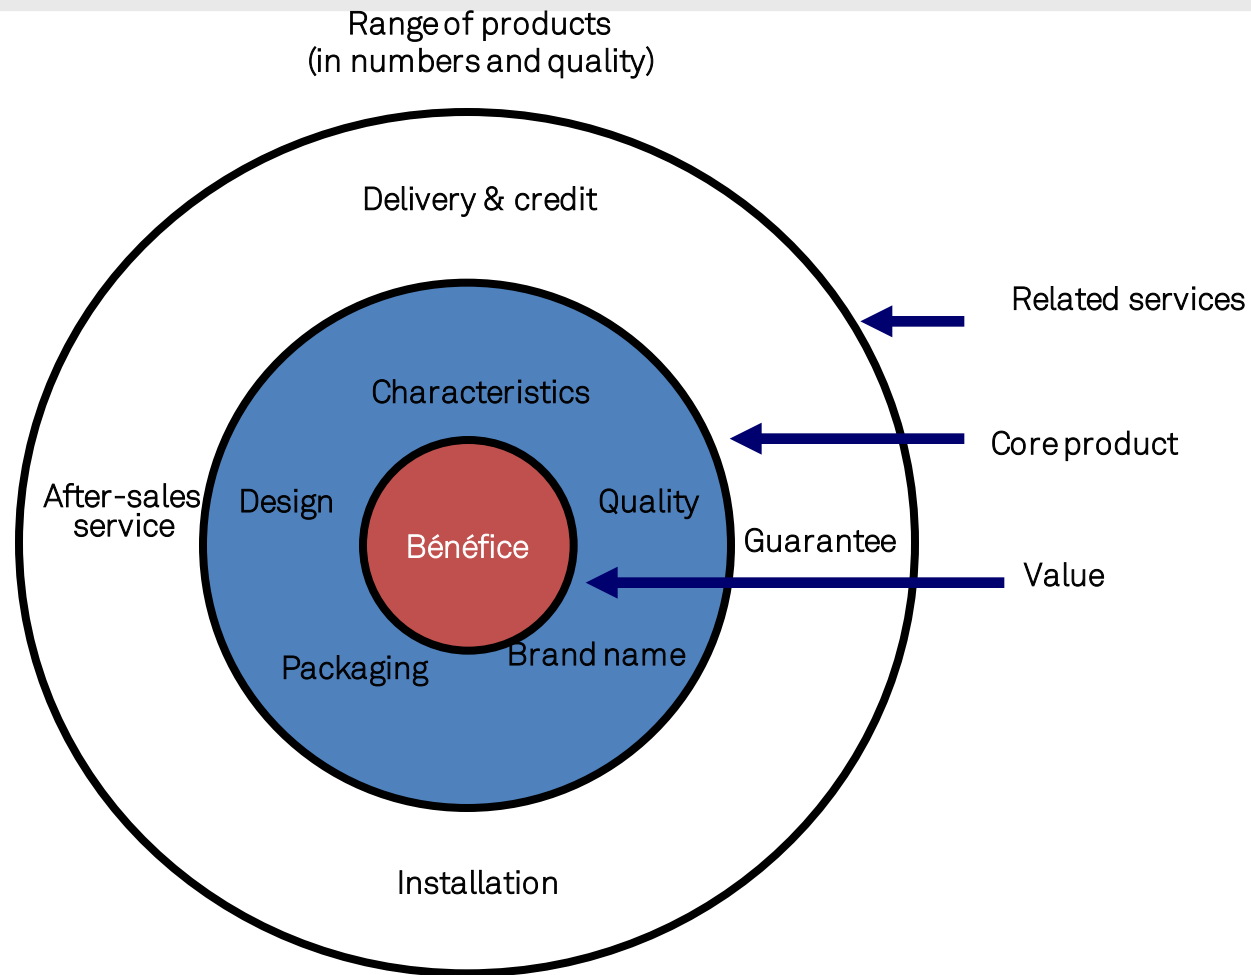 Range of products
(in numbers and quality)
Delivery & credit
Related services
Characteristics
Core product
After-sales
service
Design
Quality
Guarantee
Bénéfice
Value
Packaging
Brand name
Installation